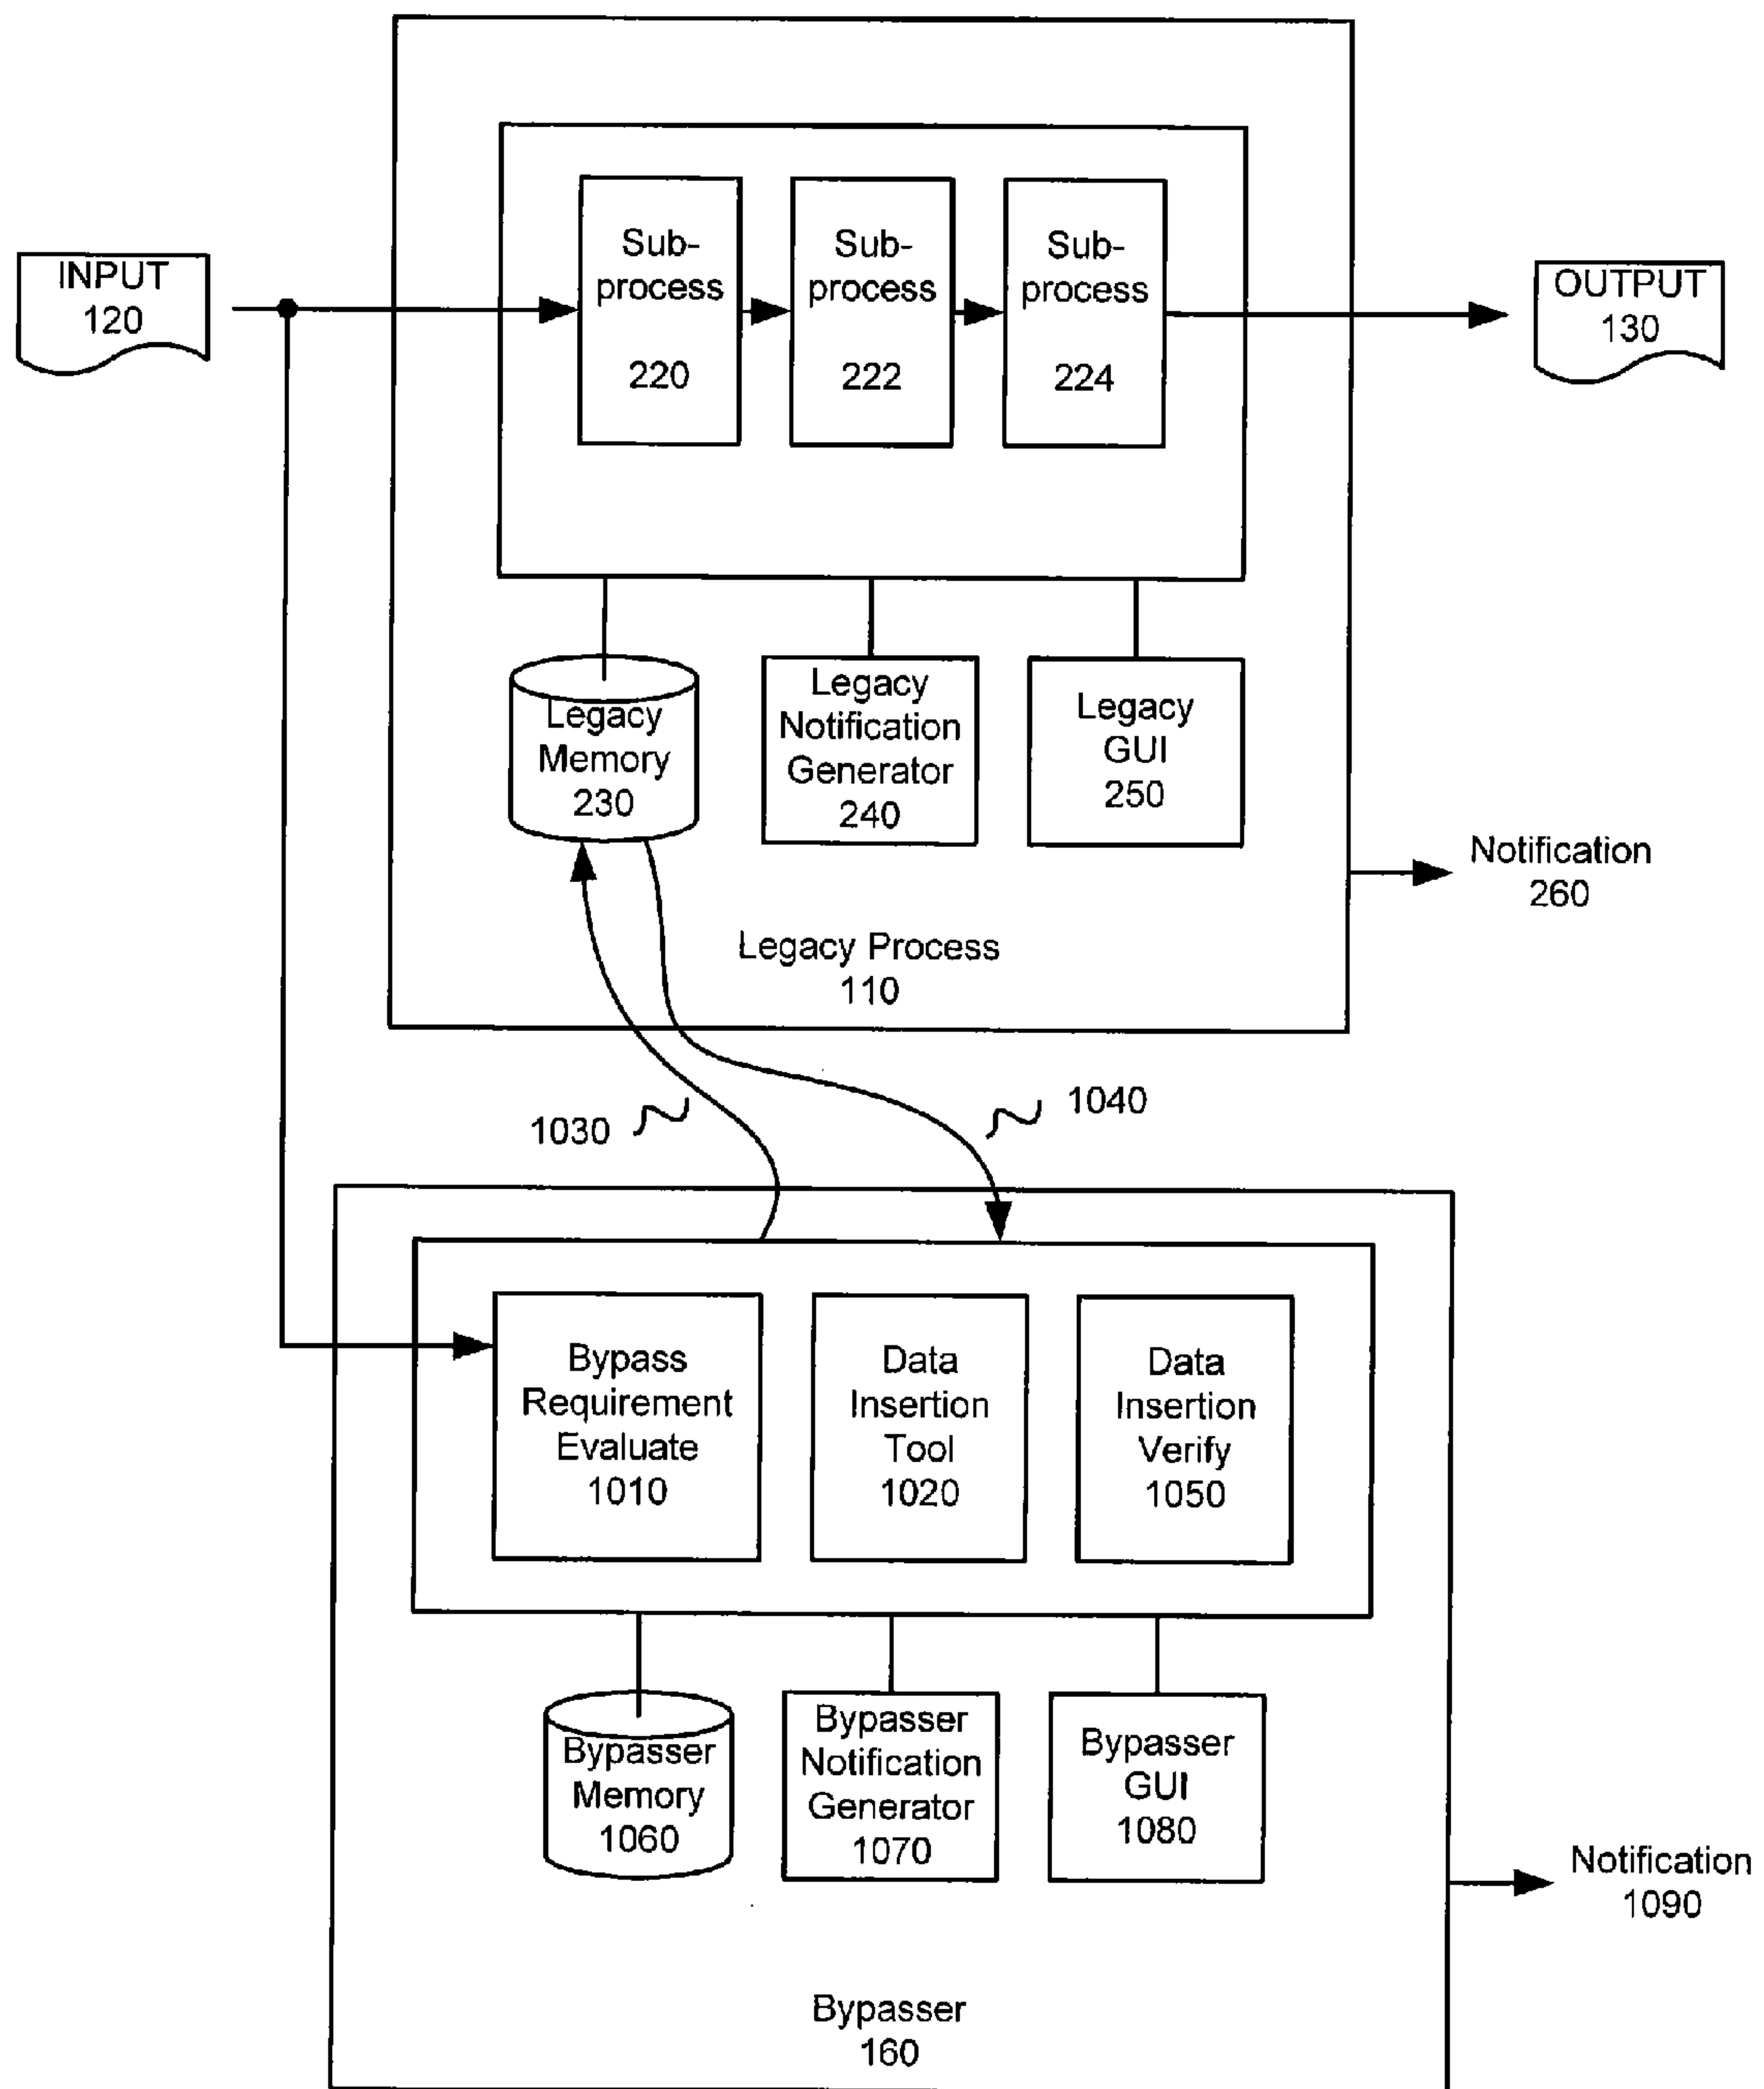 INPUT
120
Sub-
process
220
Sub-
process
222
Sub-
process
224
OUTPUT
130
Legacy
Memory
230
Legacy
Notification
Generator
240
Legacy
GUI
250
Notification
260
Legacy Process
110
1030
1040
Bypass
Requirement
Evaluate
1010
Data
Insertion
Tool
1020
Data
Insertion
Verify
1050
Bypasser
Memory
1060
Bypasser
Notification
Generator
1070
Bypasser
GUI
1080
Notification
1090
Bypasser
160